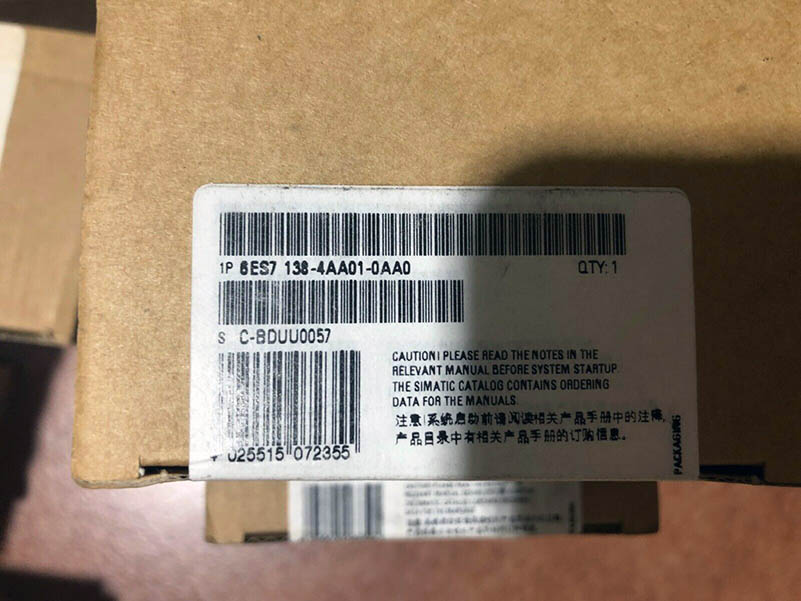 1P 6ES7 138-4AA01-0AA0 QTY: 1
S C-BDUU0057
CAUTION! PLEASE READ THE NOTES IN THE
RELEVANT MANUAL BEFORE SYSTEM STARTUP.
THE SIMATIC CATALOG CONTAINS ORDERING
DATA FOR THE MANUALS.
注意:系统启动前请阅读相关产品手册中的注释,
产品目录中有相关产品手册的订购信息。
025515 072355
PACKAGING